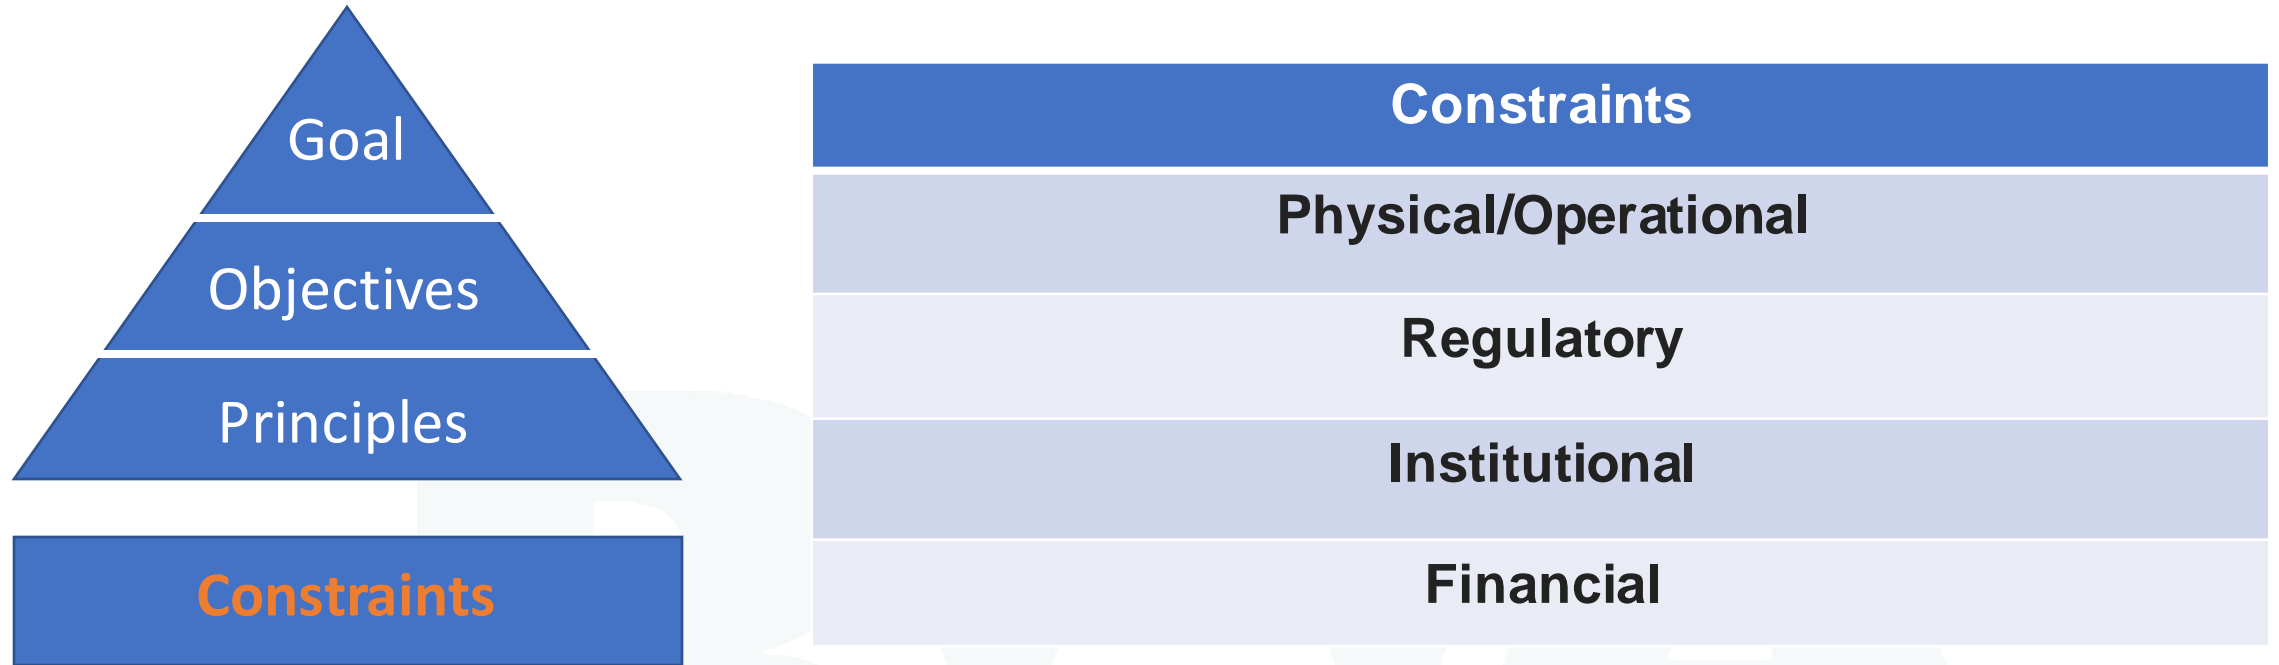 Goal
Objectives
Principles
Constraints
Constraints
Physical/Operational
Regulatory
Institutional
Financial